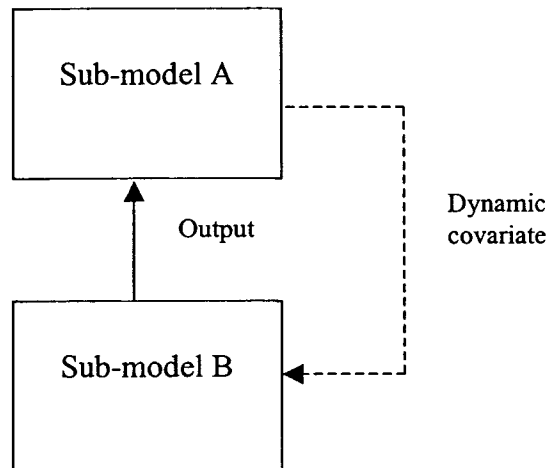 Sub-model A
Output
Dynamic
covariate
Sub-model B